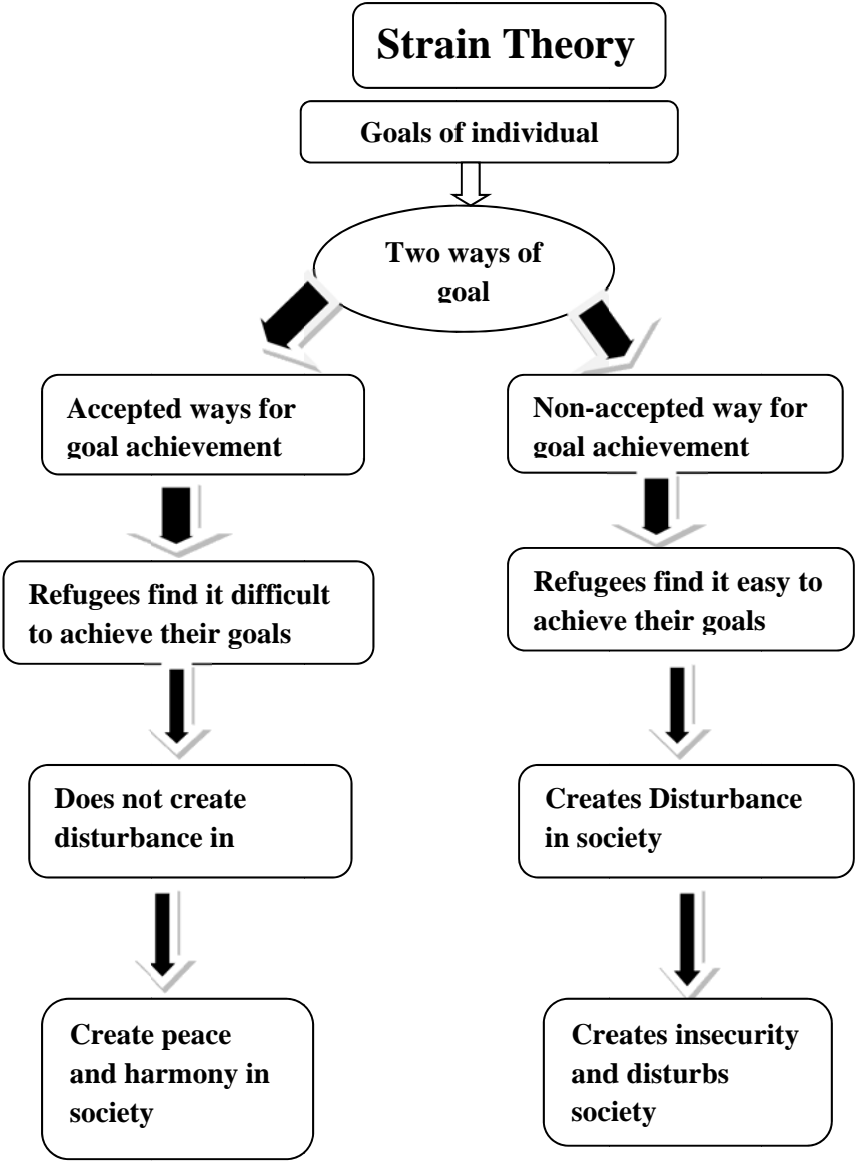 Strain Theory
Goals of individual
Two ways of
goal
Accepted ways for
goal achievement
Non-accepted way for
goal achievement
Refugees find it difficult
to achieve their goals
Refugees find it easy to
achieve their goals
Does not create
disturbance in
Creates Disturbance
in society
Create peace
and harmony in
society
Creates insecurity
and disturbs
society